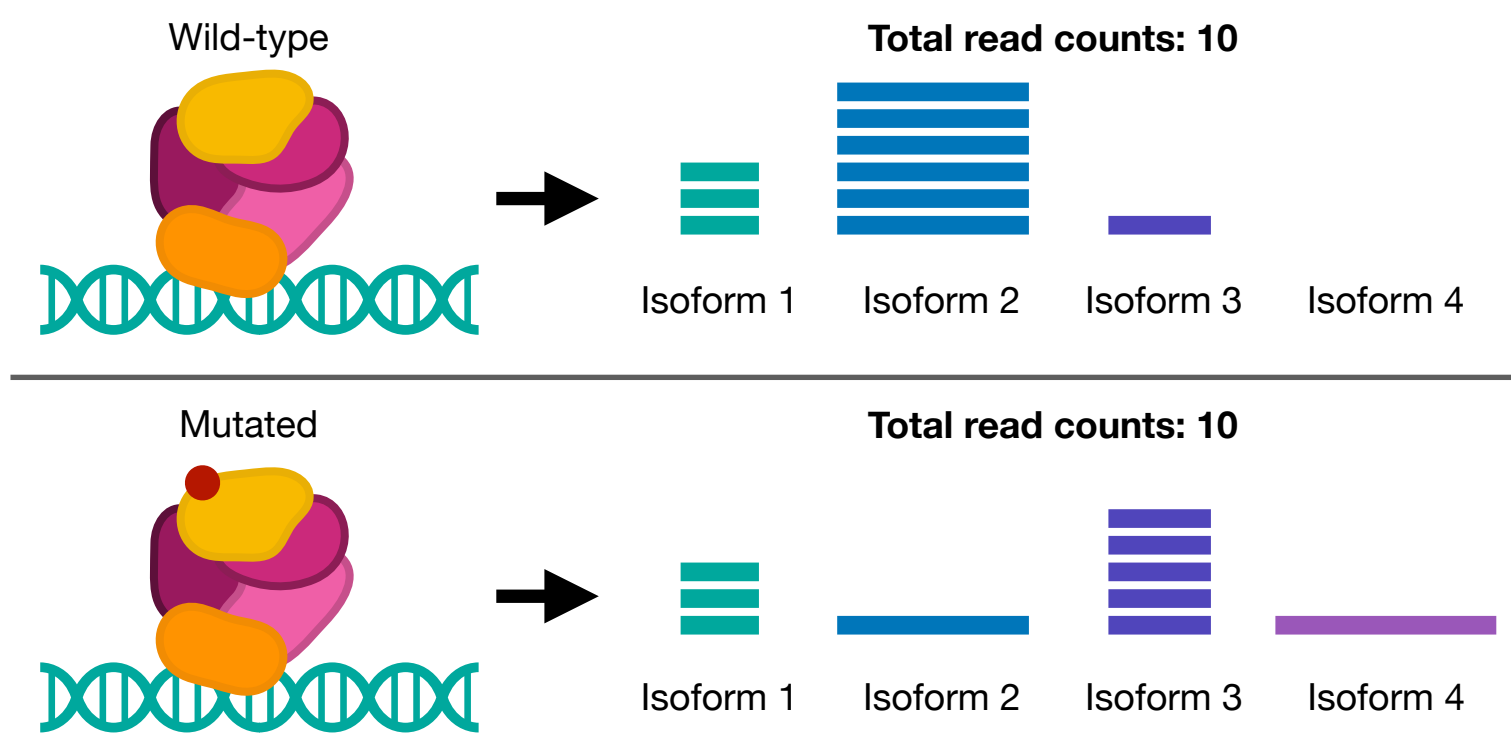 Wild-type
Total read counts: 10
Isoform 1 Isoform 2 Isoform 3 Isoform 4
Mutated
Total read counts: 10
Isoform 1 Isoform 2 Isoform 3 Isoform 4